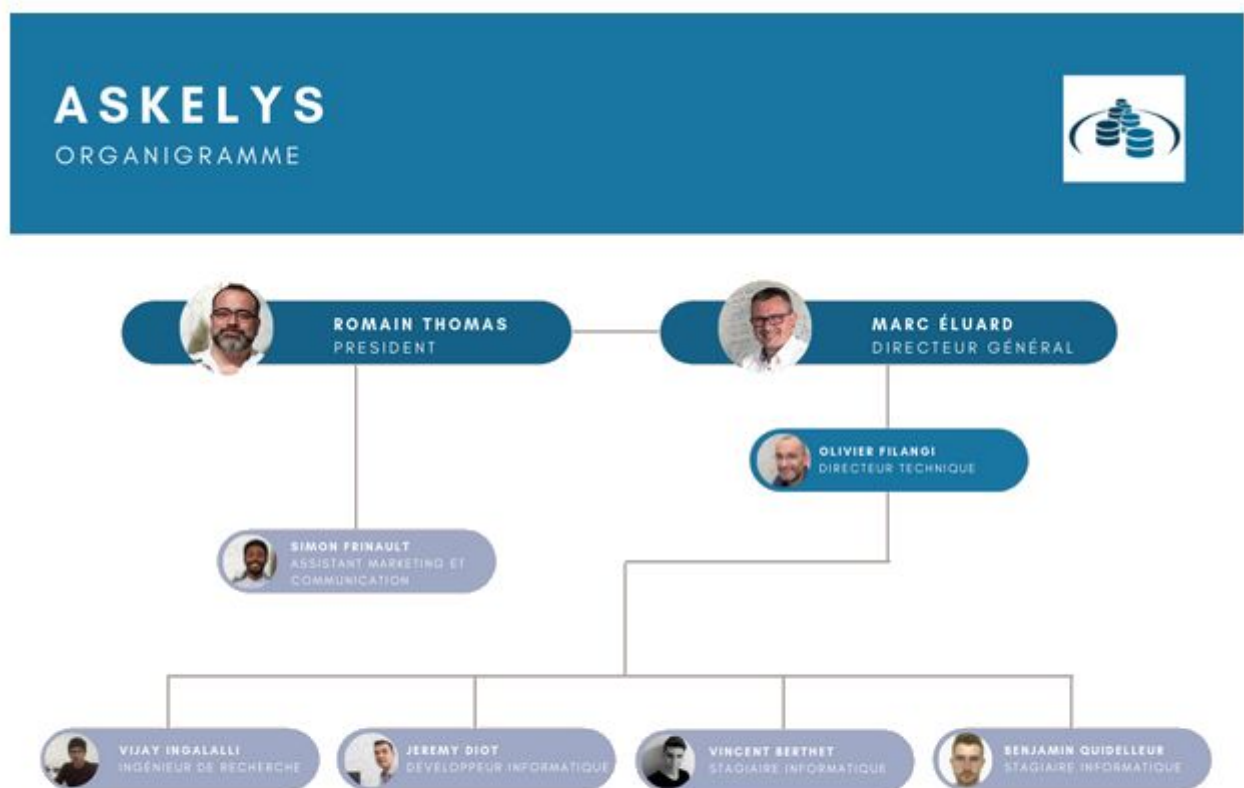 ASKELYS
ORGANIGRAMME
ROMAIN THOMAS
PRESIDENT
MARC ÉLUARD
DIRECTEUR GÉNÉRAL
OLIVIER FILANGI
DIRECTEUR TECHNIQUE
SIMON FRINAULT
ASSISTANT MARKETING ET
COMMUNICATION
VIJAY INGALALLI
INGÉNIEUR DE RECHERCHE
JEREMY DIOT
DÉVELOPPEUR INFORMATIQUE
VINCENT BERTHET
STAGIAIRE INFORMATIQUE
BENJAMIN QUIDELLEUR
STAGIAIRE INFORMATIQUE